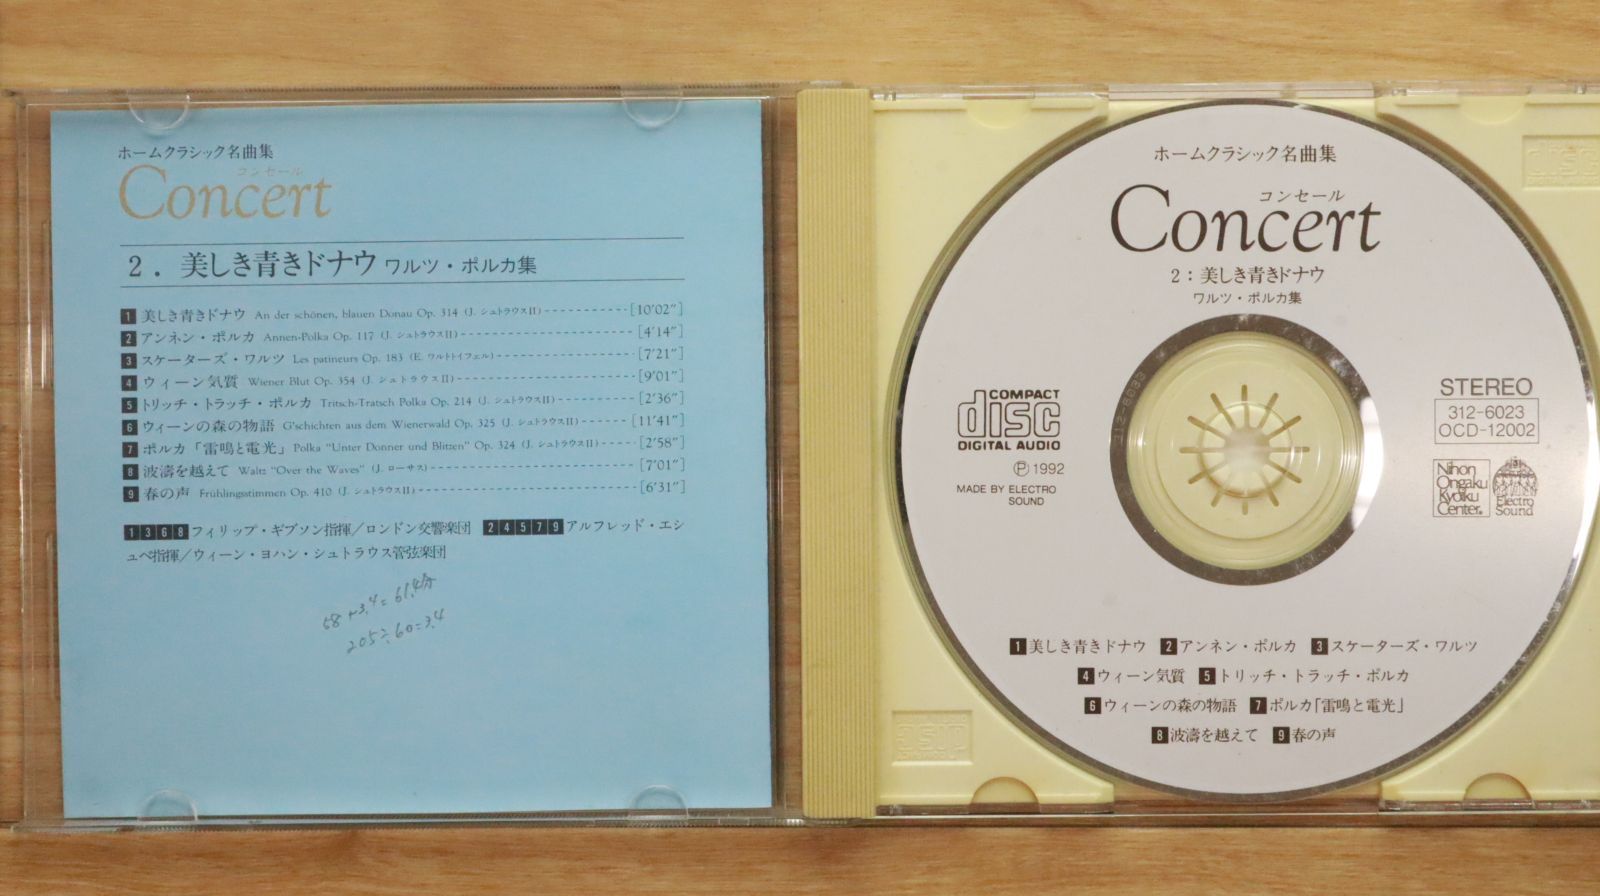 ホームクラシック名曲集
コンセール
Concert
2．美しき青きドナウ ワルツ・ポルカ集
1 美しき青きドナウ An der schönen, blauen Donau Op. 314 (J. シュトラウスII) [10'02"]
2 アンネン・ポルカ Annen-Polka Op. 117 (J. シュトラウスII) [4'14"]
3 スケーターズ・ワルツ Les patineurs Op. 183 (E. ワルトトイフェル) [7'21"]
4 ウィーン気質 Wiener Blut Op. 354 (J. シュトラウスII) [9'01"]
5 トリッチ・トラッチ・ポルカ Tritsch-Tratsch Polka Op. 214 (J. シュトラウスII) [2'36"]
6 ウィーンの森の物語 G'schichten aus dem Wienerwald Op. 325 (J. シュトラウスII) [11'41"]
7 ポルカ「雷鳴と電光」 Polka "Unter Donner und Blitzen" Op. 324 (J. シュトラウスII) [2'58"]
8 波濤を越えて Waltz "Over the Waves" (J. ローサス) [7'01"]
9 春の声 Frühlingsstimmen Op. 410 (J. シュトラウスII) [6'31"]
1 3 6 8 フィリップ・ギブソン指揮／ロンドン交響楽団 2 4 5 7 9 アルフレッド・エシ
ュペ指揮／ウィーン・ヨハン・シュトラウス管弦楽団
58+3.4=61.4分
205÷60=3.4
ホームクラシック名曲集
コンセール
Concert
2：美しき青きドナウ
ワルツ・ポルカ集
COMPACT
disc
DIGITAL AUDIO
Ⓟ 1992
MADE BY ELECTRO
SOUND
STEREO
312-6023
OCD-12002
Nihon
Ongaku
Kyoiku
Center.
Electro
Sound
312-6033
1 美しき青きドナウ 2 アンネン・ポルカ 3 スケーターズ・ワルツ
4 ウィーン気質 5 トリッチ・トラッチ・ポルカ
6 ウィーンの森の物語 7 ポルカ「雷鳴と電光」
8 波濤を越えて 9 春の声